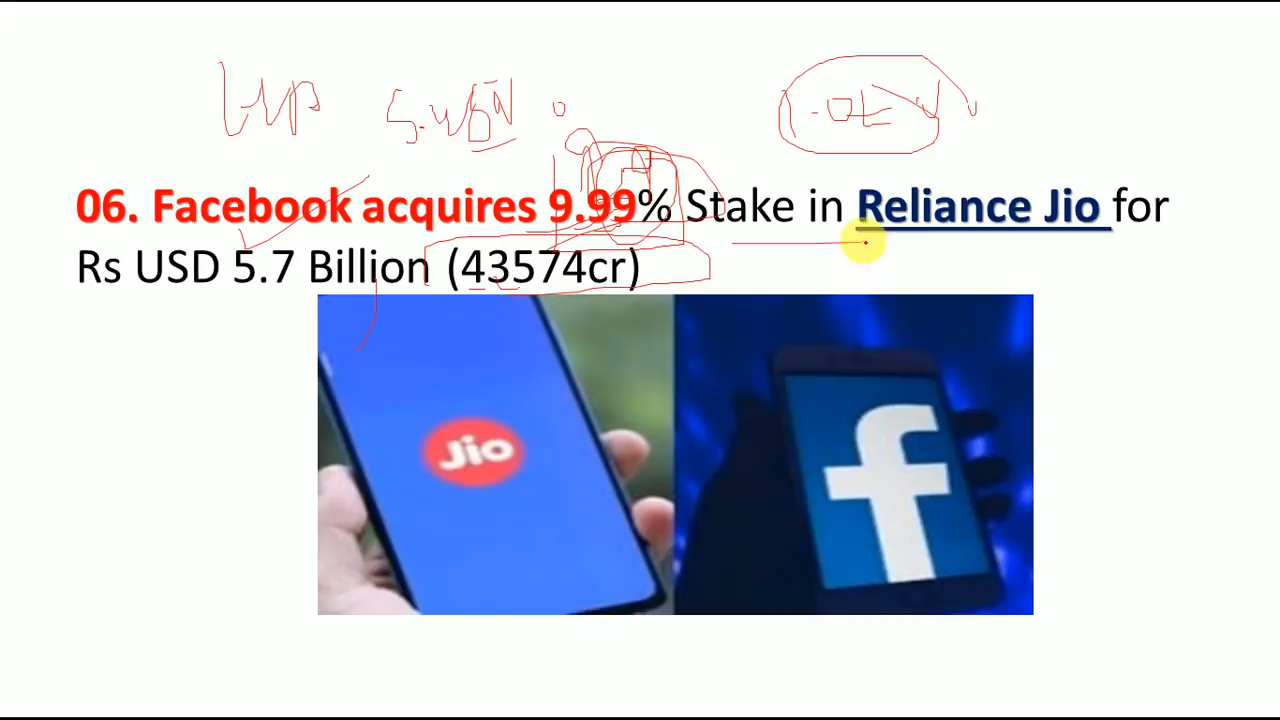 06. Facebook acquires 9.99% Stake in Reliance Jio for
Rs USD 5.7 Billion (43574cr)
Jio
f